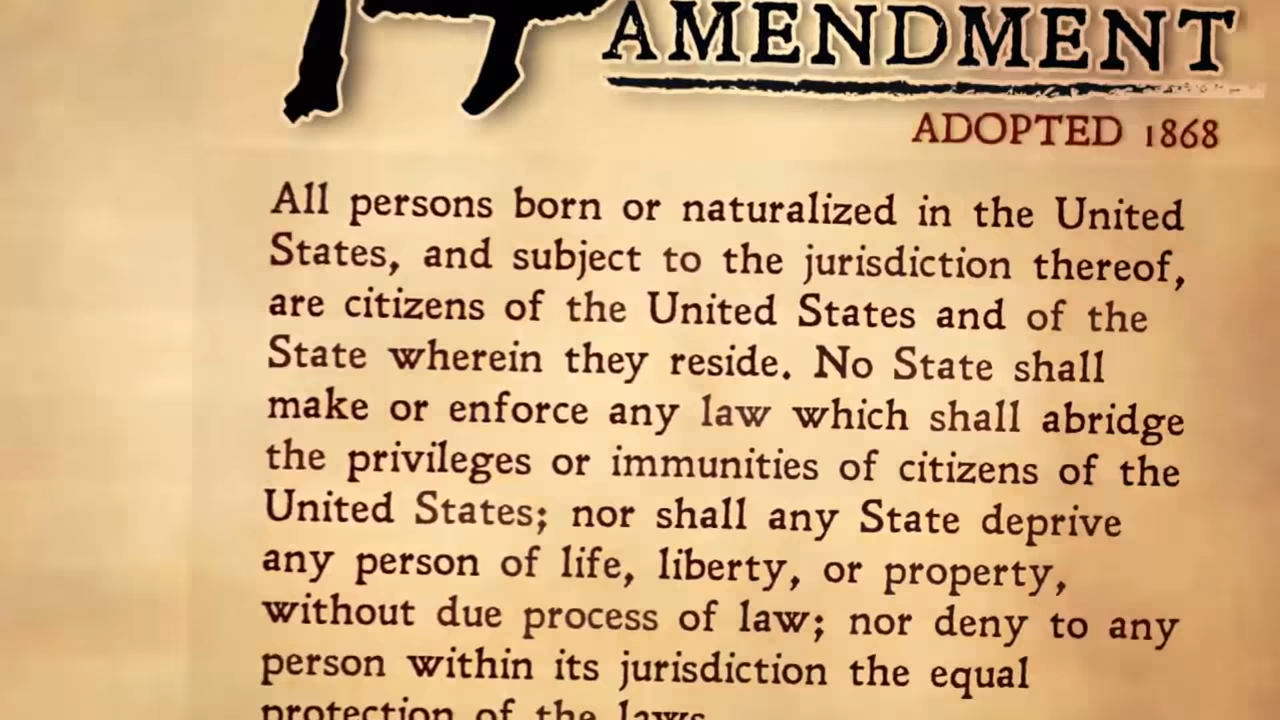 AMENDMENT
ADOPTED 1868
All persons born or naturalized in the United
States, and subject to the jurisdiction thereof,
are citizens of the United States and of the
State wherein they reside. No State shall
make or enforce any law which shall abridge
the privileges or immunities of citizens of the
United States; nor shall any State deprive
any person of life, liberty, or property,
without due process of law; nor deny to any
person within its jurisdiction the equal
protection of the laws